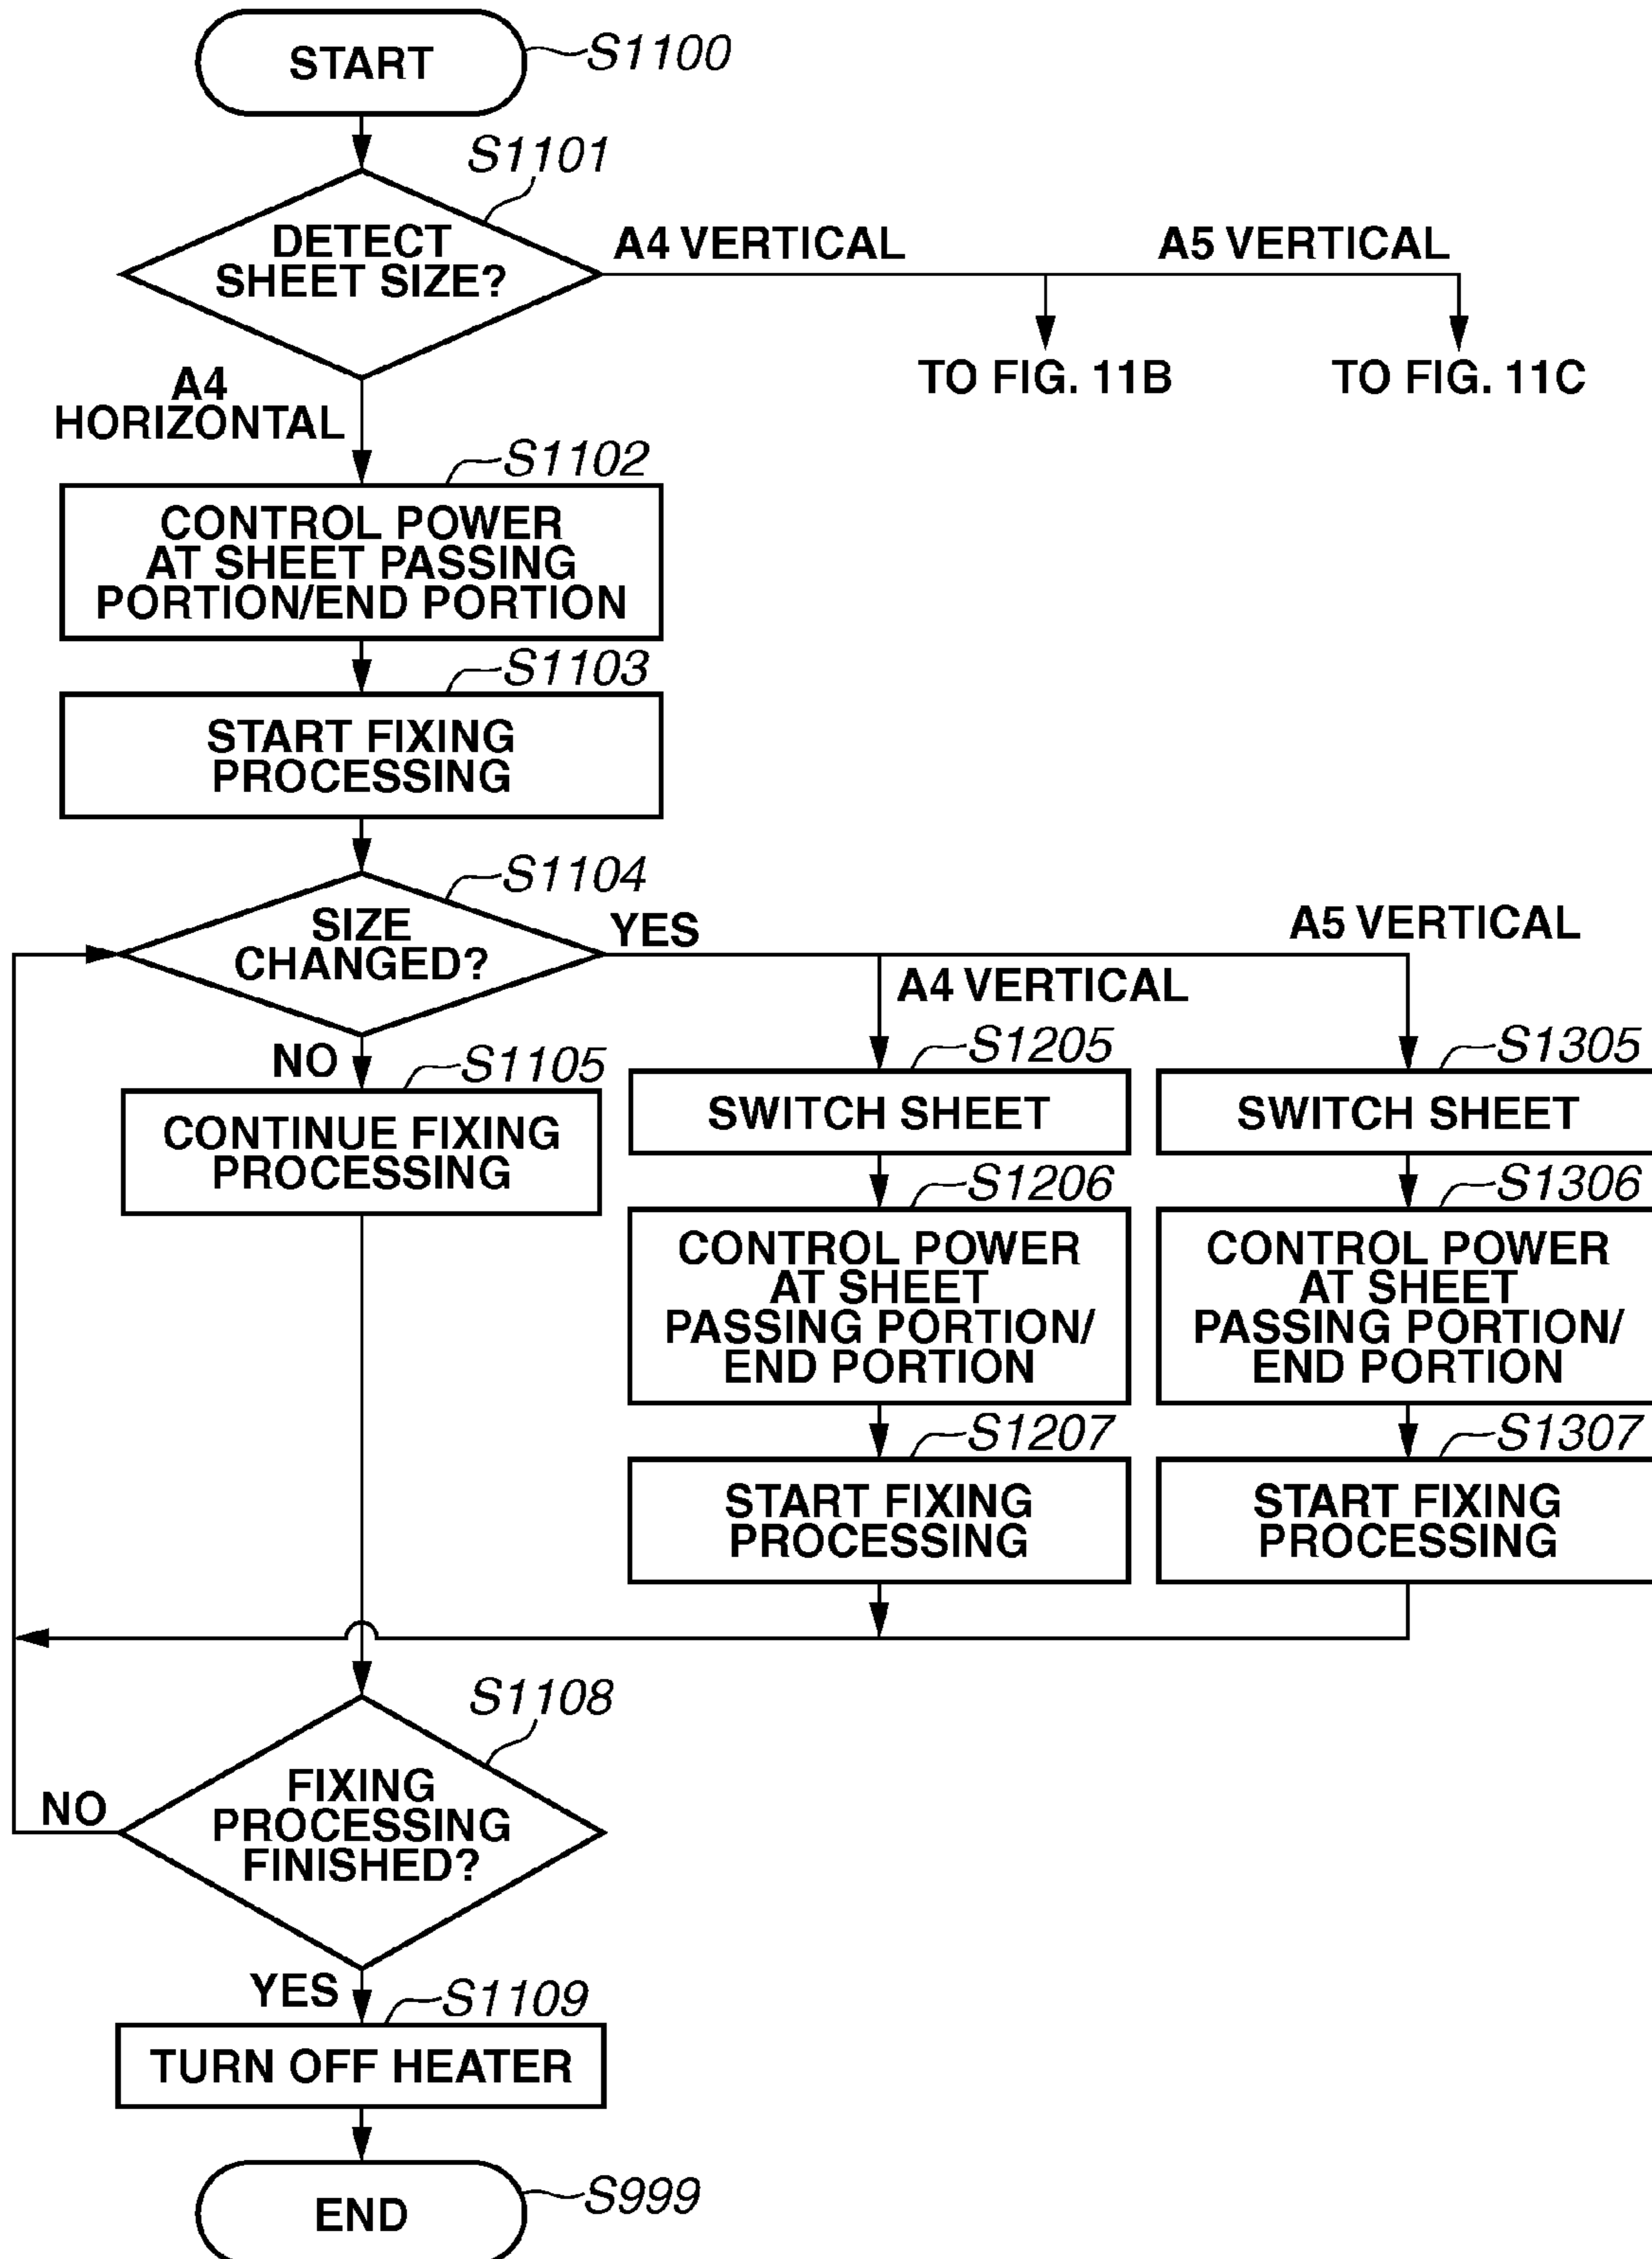 START
S1100
S1101
DETECT
SHEET SIZE?
A4 VERTICAL
A5 VERTICAL
TO FIG. 11B
TO FIG. 11C
A4
HORIZONTAL
S1102
CONTROL POWER
AT SHEET PASSING
PORTION/END PORTION
S1103
START FIXING
PROCESSING
S1104
SIZE
CHANGED?
YES
A5 VERTICAL
A4 VERTICAL
NO
S1105
CONTINUE FIXING
PROCESSING
S1205
SWITCH SHEET
S1305
SWITCH SHEET
S1206
CONTROL POWER
AT SHEET
PASSING PORTION/
END PORTION
S1306
CONTROL POWER
AT SHEET
PASSING PORTION/
END PORTION
S1207
START FIXING
PROCESSING
S1307
START FIXING
PROCESSING
S1108
FIXING
PROCESSING
FINISHED?
NO
YES
S1109
TURN OFF HEATER
END
S999